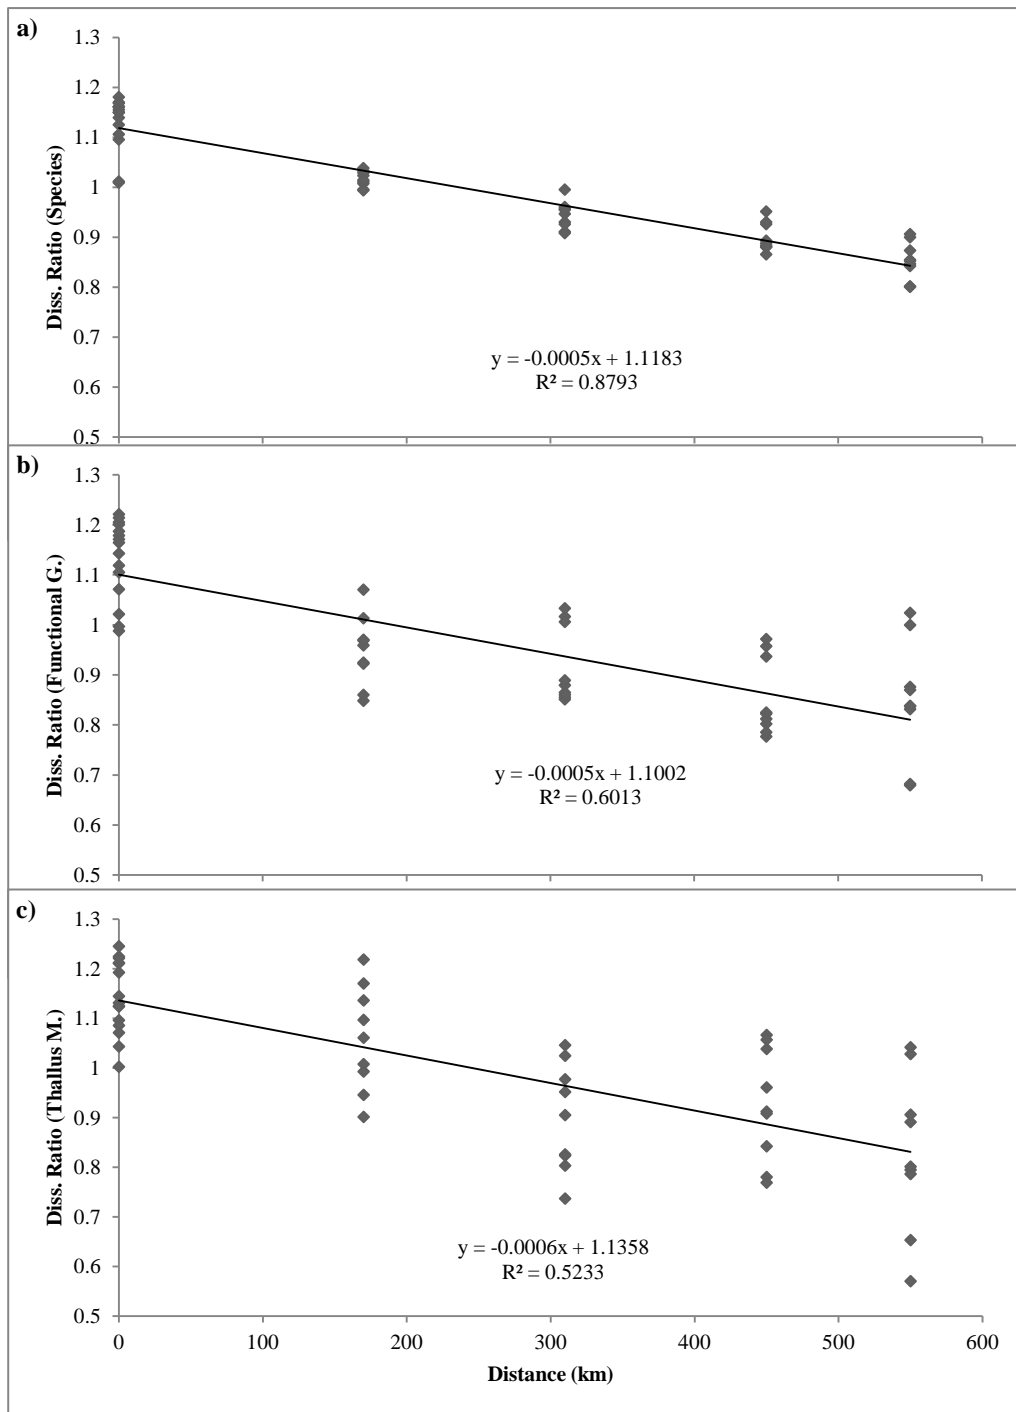 a)
Diss. Ratio (Species)
1.3
1.2
1.1
1
0.9
0.8
0.7
0.6
0.5
y = -0.0005x + 1.1183
R² = 0.8793
b)
Diss. Ratio (Functional G.)
1.3
1.2
1.1
1
0.9
0.8
0.7
0.6
0.5
y = -0.0005x + 1.1002
R² = 0.6013
c)
Diss. Ratio (Thallus M.)
1.3
1.2
1.1
1
0.9
0.8
0.7
0.6
0.5
y = -0.0006x + 1.1358
R² = 0.5233
0 100 200 300 400 500 600
Distance (km)